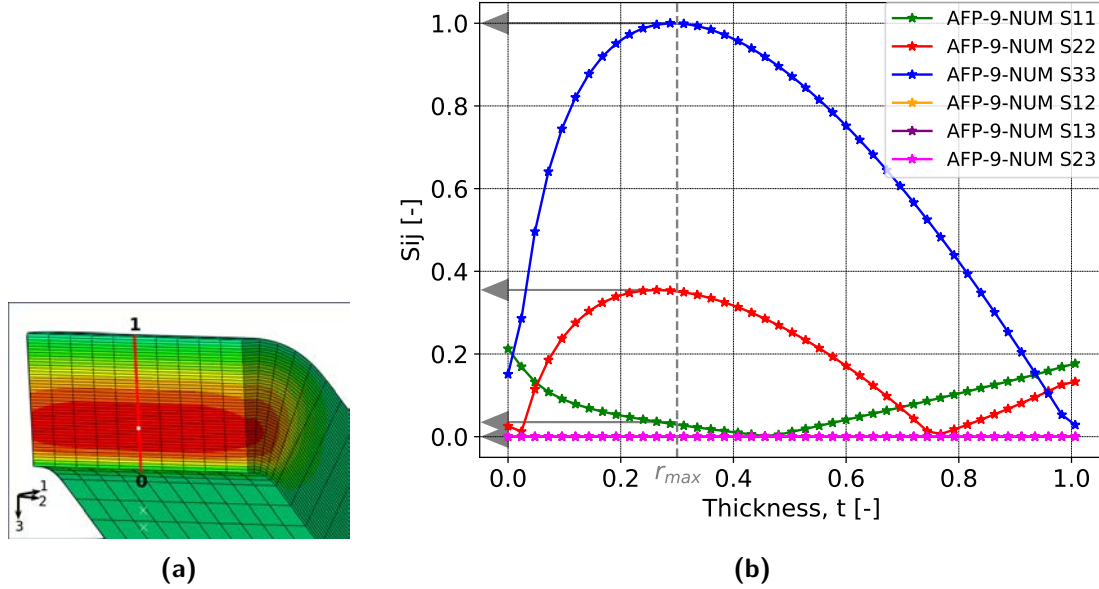 1
0
1
2
3
(a)
Sij [-]
1.0
0.8
0.6
0.4
0.2
0.0
AFP-9-NUM S11
AFP-9-NUM S22
AFP-9-NUM S33
AFP-9-NUM S12
AFP-9-NUM S13
AFP-9-NUM S23
0.0 0.2 0.4 0.6 0.8 1.0
r_max
Thickness, t [-]
(b)